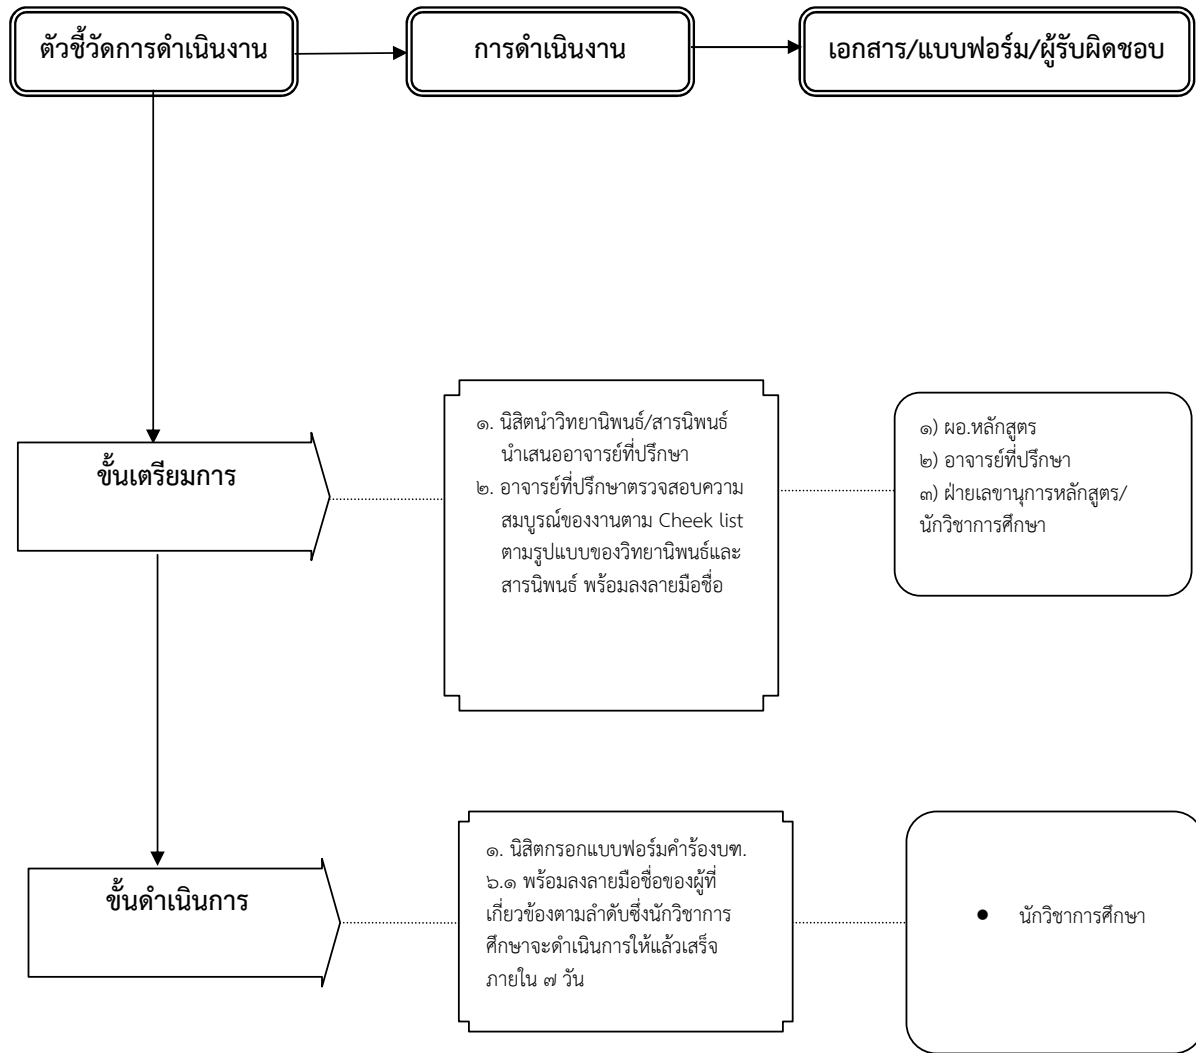 ตัวชี้วัดการดำเนินงาน
การดำเนินงาน
เอกสาร/แบบฟอร์ม/ผู้รับผิดชอบ
ขั้นเตรียมการ
๑. นิสิตนำวิทยานิพนธ์/สารนิพนธ์
นำเสนออาจารย์ที่ปรึกษา
๒. อาจารย์ที่ปรึกษาตรวจสอบความ
สมบูรณ์ของงานตาม Cheek list
ตามรูปแบบของวิทยานิพนธ์และ
สารนิพนธ์ พร้อมลงลายมือชื่อ
๑) ผอ.หลักสูตร
๒) อาจารย์ที่ปรึกษา
๓) ฝ่ายเลขานุการหลักสูตร/
นักวิชาการศึกษา
ขั้นดำเนินการ
๑. นิสิตกรอกแบบฟอร์มคำร้องบฑ.
๖.๑ พร้อมลงลายมือชื่อของผู้ที่
เกี่ยวข้องตามลำดับซึ่งนักวิชาการ
ศึกษาจะดำเนินการให้แล้วเสร็จ
ภายใน ๗ วัน
● นักวิชาการศึกษา